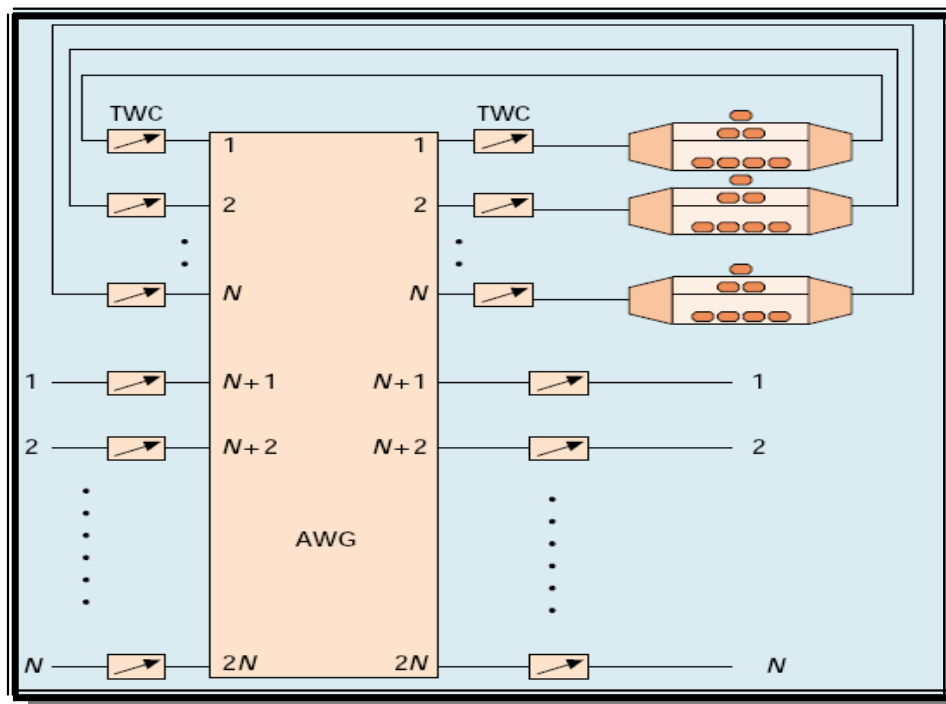 TWC TWC
1 1
2 2
N N
1 N+1 N+1 1
2 N+2 N+2 2
AWG
N 2N 2N N